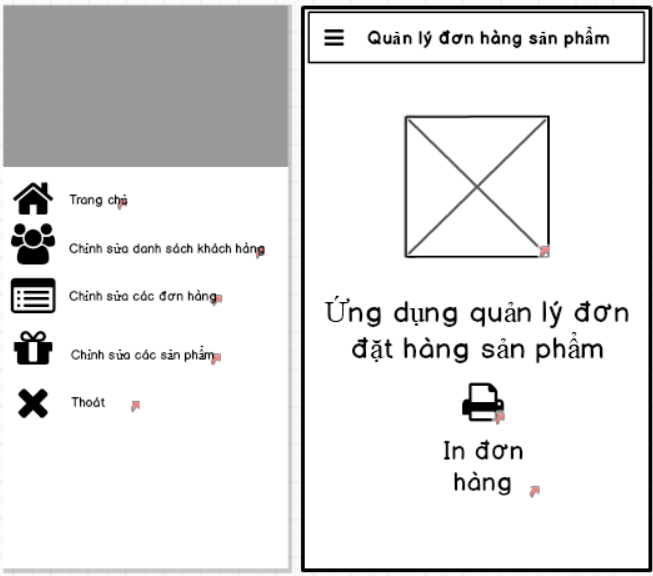 Trang chủ
Chỉnh sửa danh sách khách hàng
Chỉnh sửa các đơn hàng
Chỉnh sửa các sản phẩm
Thoát
Quản lý đơn hàng sản phẩm
Ứng dụng quản lý đơn
đặt hàng sản phẩm
In đơn
hàng